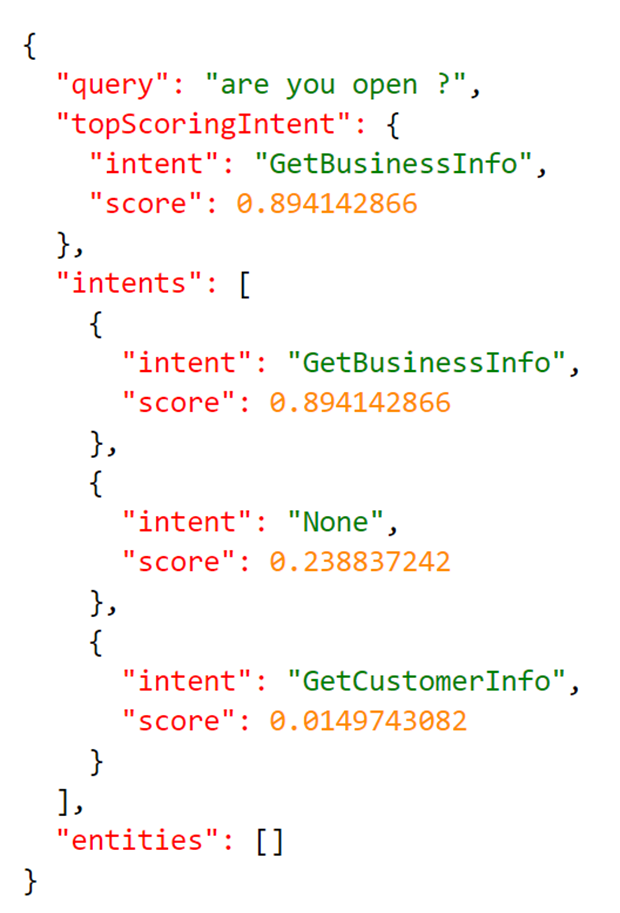 {
  "query": "are you open ?",
  "topScoringIntent": {
    "intent": "GetBusinessInfo",
    "score": 0.894142866
  },
  "intents": [
    {
      "intent": "GetBusinessInfo",
      "score": 0.894142866
    },
    {
      "intent": "None",
      "score": 0.238837242
    },
    {
      "intent": "GetCustomerInfo",
      "score": 0.0149743082
    }
  ],
  "entities": []
}